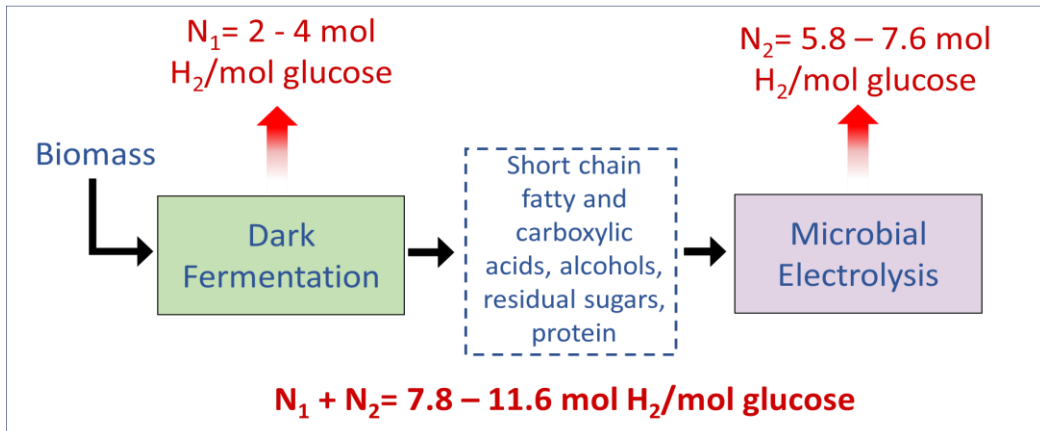 N₁= 2 - 4 mol
H₂/mol glucose
N₂= 5.8 – 7.6 mol
H₂/mol glucose
Biomass
Dark
Fermentation
Short chain
fatty and
carboxylic
acids, alcohols,
residual sugars,
protein
Microbial
Electrolysis
N₁ + N₂= 7.8 – 11.6 mol H₂/mol glucose